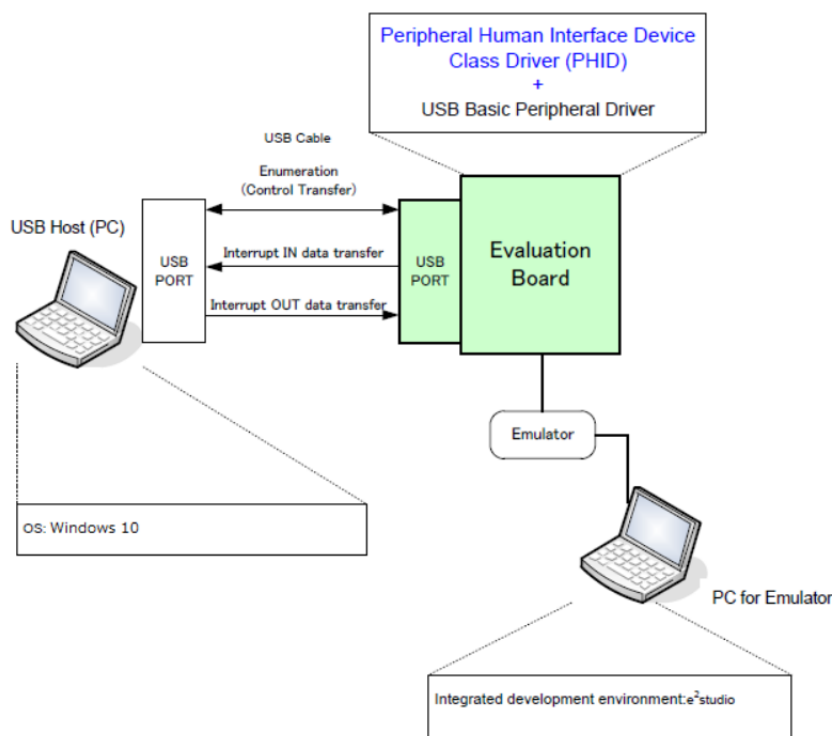 Peripheral Human Interface Device
Class Driver (PHID)
+
USB Basic Peripheral Driver
USB Cable
Enumeration
(Control Transfer)
USB Host (PC)
USB
PORT
Interrupt IN data transfer
Interrupt OUT data transfer
USB
PORT
Evaluation
Board
Emulator
OS: Windows 10
PC for Emulator
Integrated development environment:e²studio